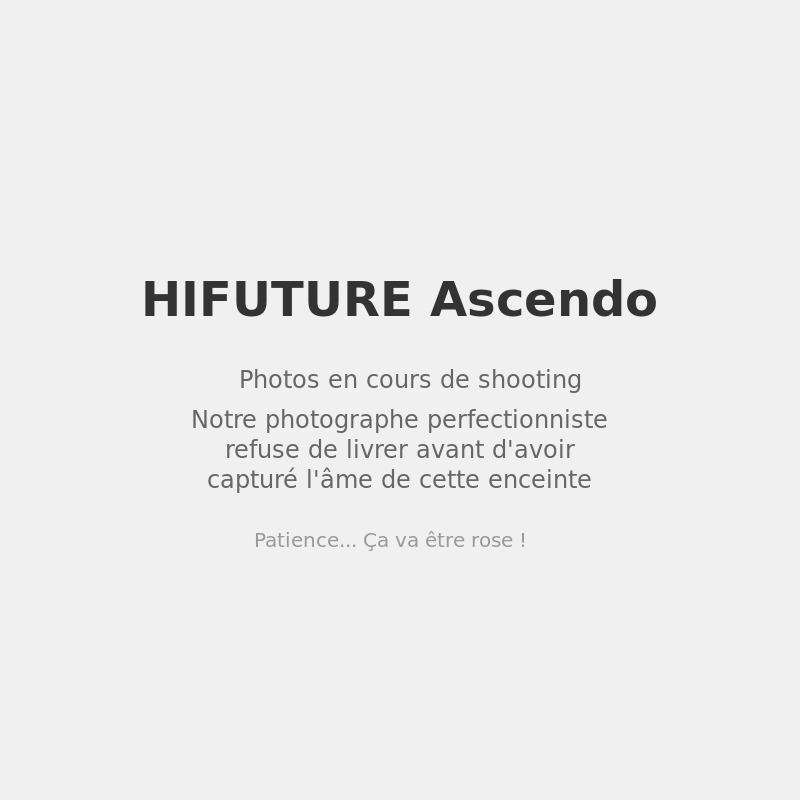 HIFUTURE Ascendo
Photos en cours de shooting
Notre photographe perfectionniste
refuse de livrer avant d'avoir
capturé l'âme de cette enceinte
Patience... Ça va être rose !